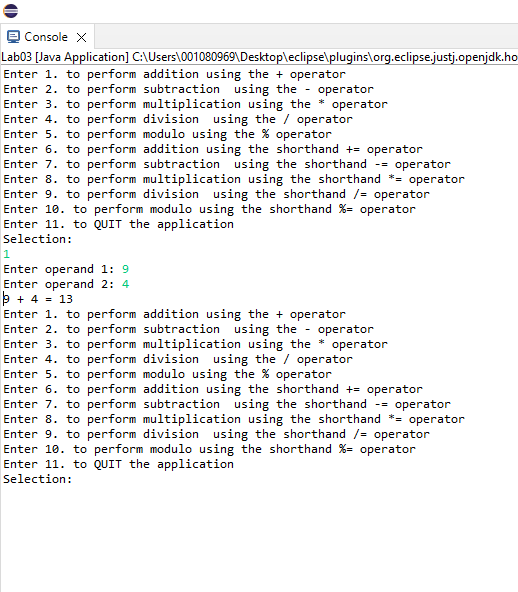 Console
Lab03 [Java Application] C:\Users\001080969\Desktop\eclipse\plugins\org.eclipse.justj.openjdk.ho
Enter 1. to perform addition using the + operator
Enter 2. to perform subtraction  using the - operator
Enter 3. to perform multiplication using the * operator
Enter 4. to perform division  using the / operator
Enter 5. to perform modulo using the % operator
Enter 6. to perform addition using the shorthand += operator
Enter 7. to perform subtraction  using the shorthand -= operator
Enter 8. to perform multiplication using the shorthand *= operator
Enter 9. to perform division  using the shorthand /= operator
Enter 10. to perform modulo using the shorthand %= operator
Enter 11. to QUIT the application
Selection:
1
Enter operand 1: 9
Enter operand 2: 4
9 + 4 = 13
Enter 1. to perform addition using the + operator
Enter 2. to perform subtraction  using the - operator
Enter 3. to perform multiplication using the * operator
Enter 4. to perform division  using the / operator
Enter 5. to perform modulo using the % operator
Enter 6. to perform addition using the shorthand += operator
Enter 7. to perform subtraction  using the shorthand -= operator
Enter 8. to perform multiplication using the shorthand *= operator
Enter 9. to perform division  using the shorthand /= operator
Enter 10. to perform modulo using the shorthand %= operator
Enter 11. to QUIT the application
Selection: